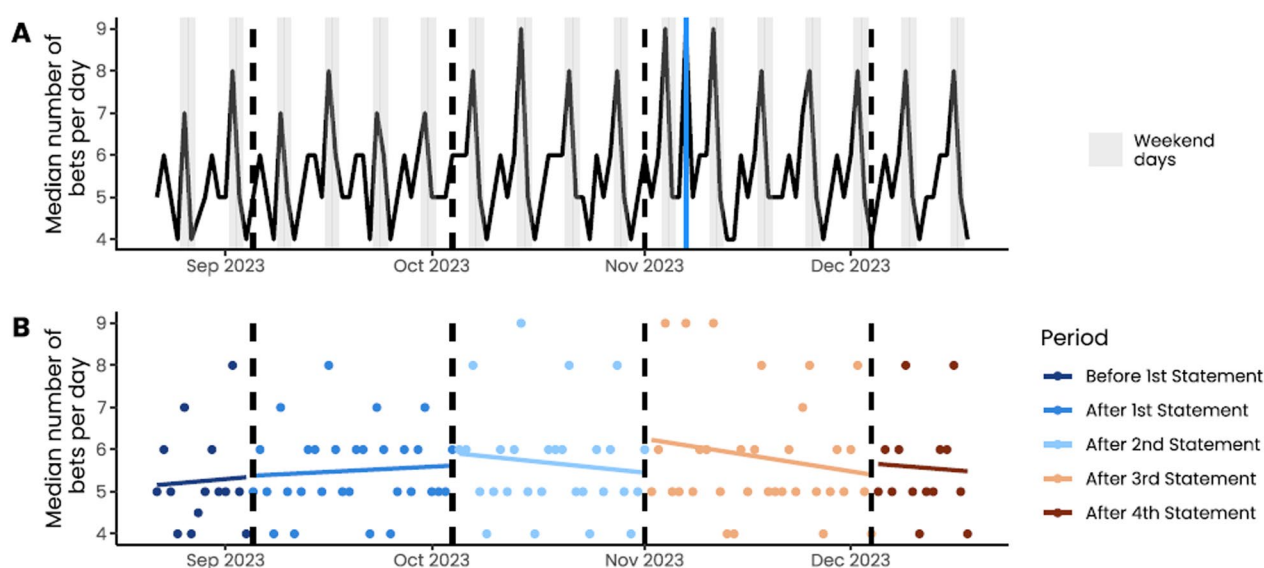 A
Median number of
bets per day
9
8
7
6
5
4
Sep 2023
Oct 2023
Nov 2023
Dec 2023
Weekend
days
B
Median number of
bets per day
9
8
7
6
5
4
Sep 2023
Oct 2023
Nov 2023
Dec 2023
Period
Before 1st Statement
After 1st Statement
After 2nd Statement
After 3rd Statement
After 4th Statement